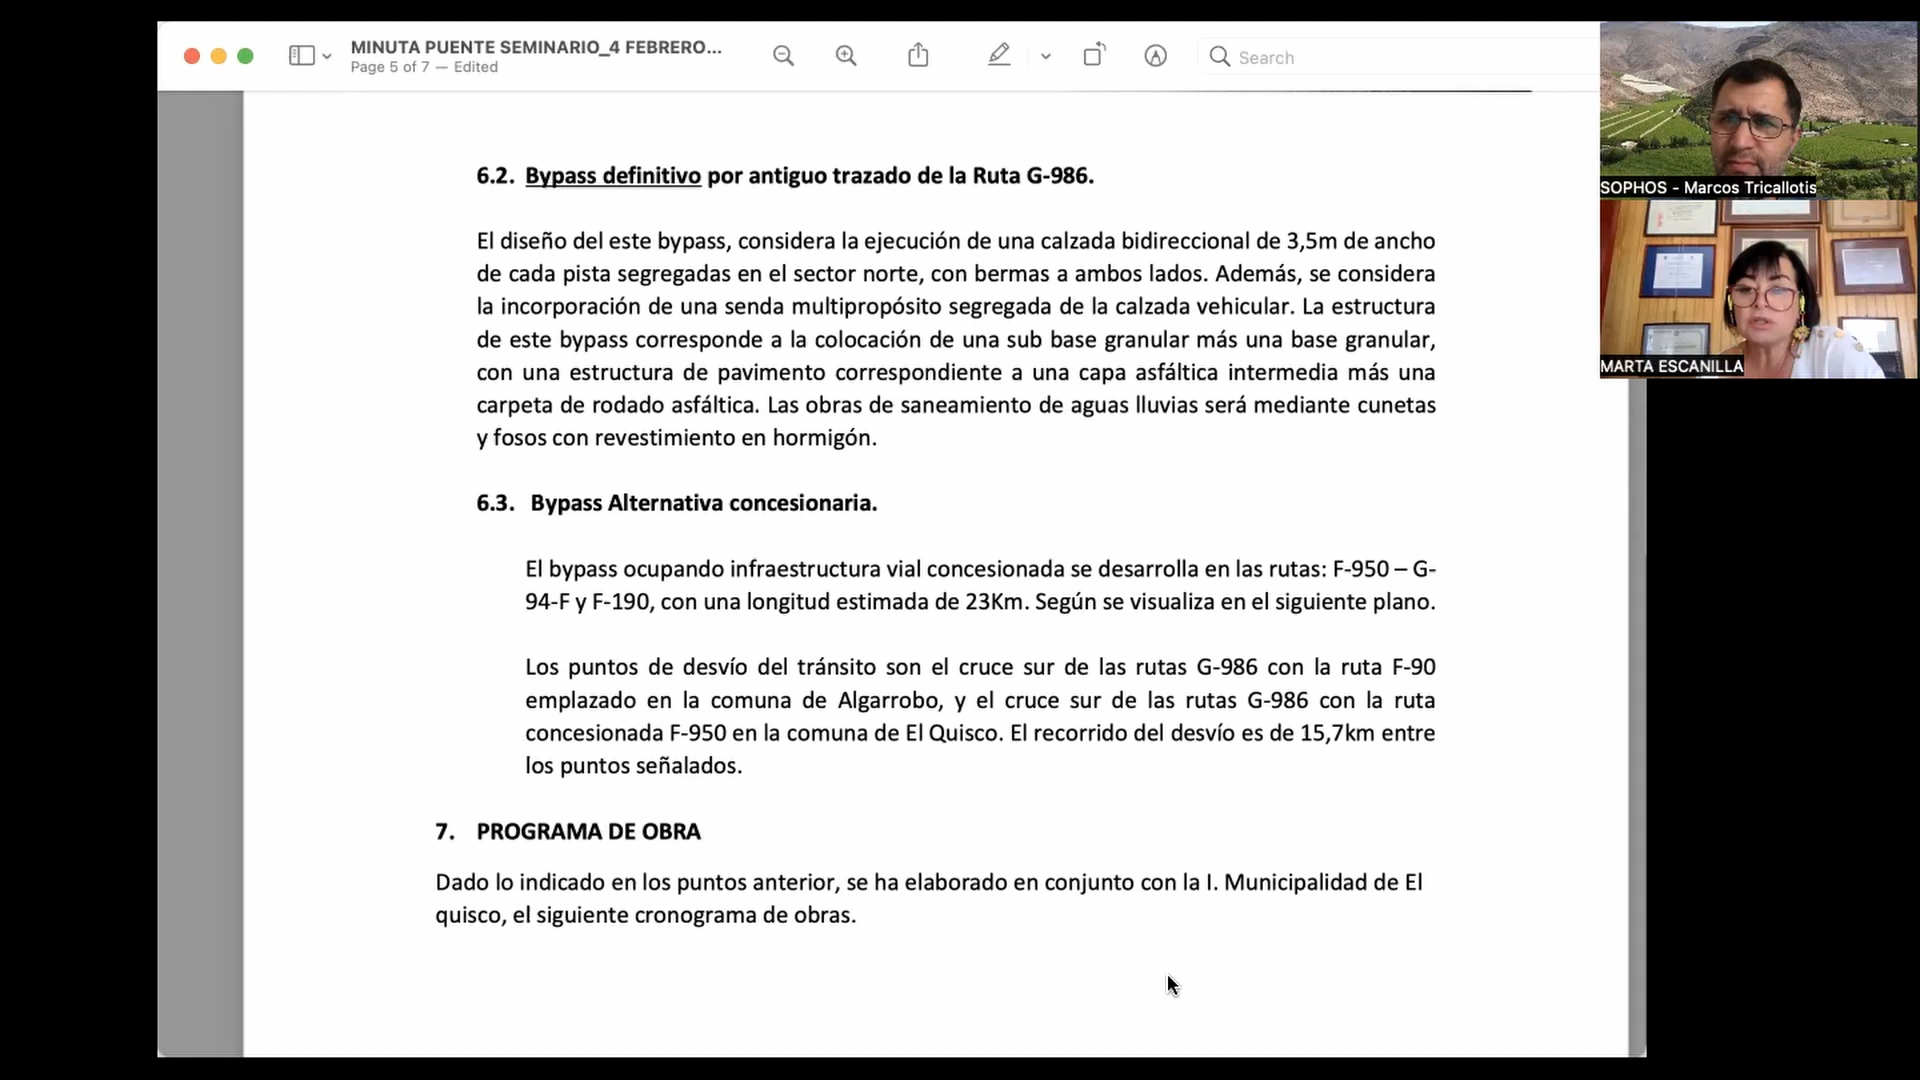 MINUTA PUENTE SEMINARIO_4 FEBRERO...
Page 5 of 7 — Edited
Search
SOPHOS - Marcos Tricallotis
MARTA ESCANILLA
6.2. Bypass definitivo por antiguo trazado de la Ruta G-986.
El diseño del este bypass, considera la ejecución de una calzada bidireccional de 3,5m de ancho
de cada pista segregadas en el sector norte, con bermas a ambos lados. Además, se considera
la incorporación de una senda multipropósito segregada de la calzada vehicular. La estructura
de este bypass corresponde a la colocación de una sub base granular más una base granular,
con una estructura de pavimento correspondiente a una capa asfáltica intermedia más una
carpeta de rodado asfáltica. Las obras de saneamiento de aguas lluvias será mediante cunetas
y fosos con revestimiento en hormigón.
6.3. Bypass Alternativa concesionaria.
El bypass ocupando infraestructura vial concesionada se desarrolla en las rutas: F-950 – G-
94-F y F-190, con una longitud estimada de 23Km. Según se visualiza en el siguiente plano.
Los puntos de desvío del tránsito son el cruce sur de las rutas G-986 con la ruta F-90
emplazado en la comuna de Algarrobo, y el cruce sur de las rutas G-986 con la ruta
concesionada F-950 en la comuna de El Quisco. El recorrido del desvío es de 15,7km entre
los puntos señalados.
7. PROGRAMA DE OBRA
Dado lo indicado en los puntos anterior, se ha elaborado en conjunto con la I. Municipalidad de El
quisco, el siguiente cronograma de obras.